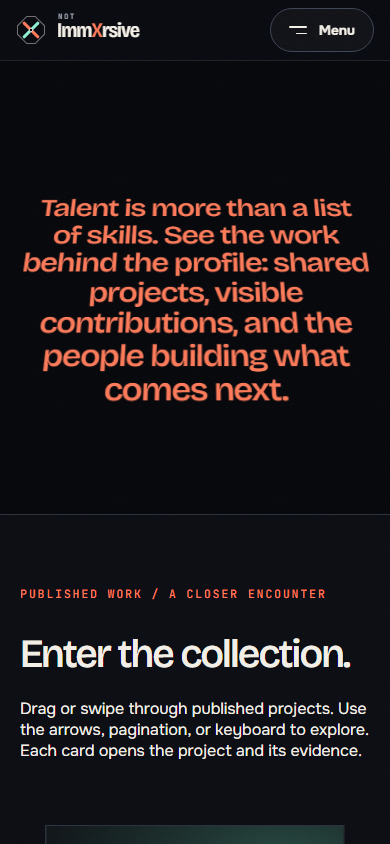 NOT
ImmXrsive
Menu
Talent is more than a list
of skills. See the work
behind the profile: shared
projects, visible
contributions, and the
people building what
comes next.
PUBLISHED WORK / A CLOSER ENCOUNTER
Enter the collection.
Drag or swipe through published projects. Use
the arrows, pagination, or keyboard to explore.
Each card opens the project and its evidence.